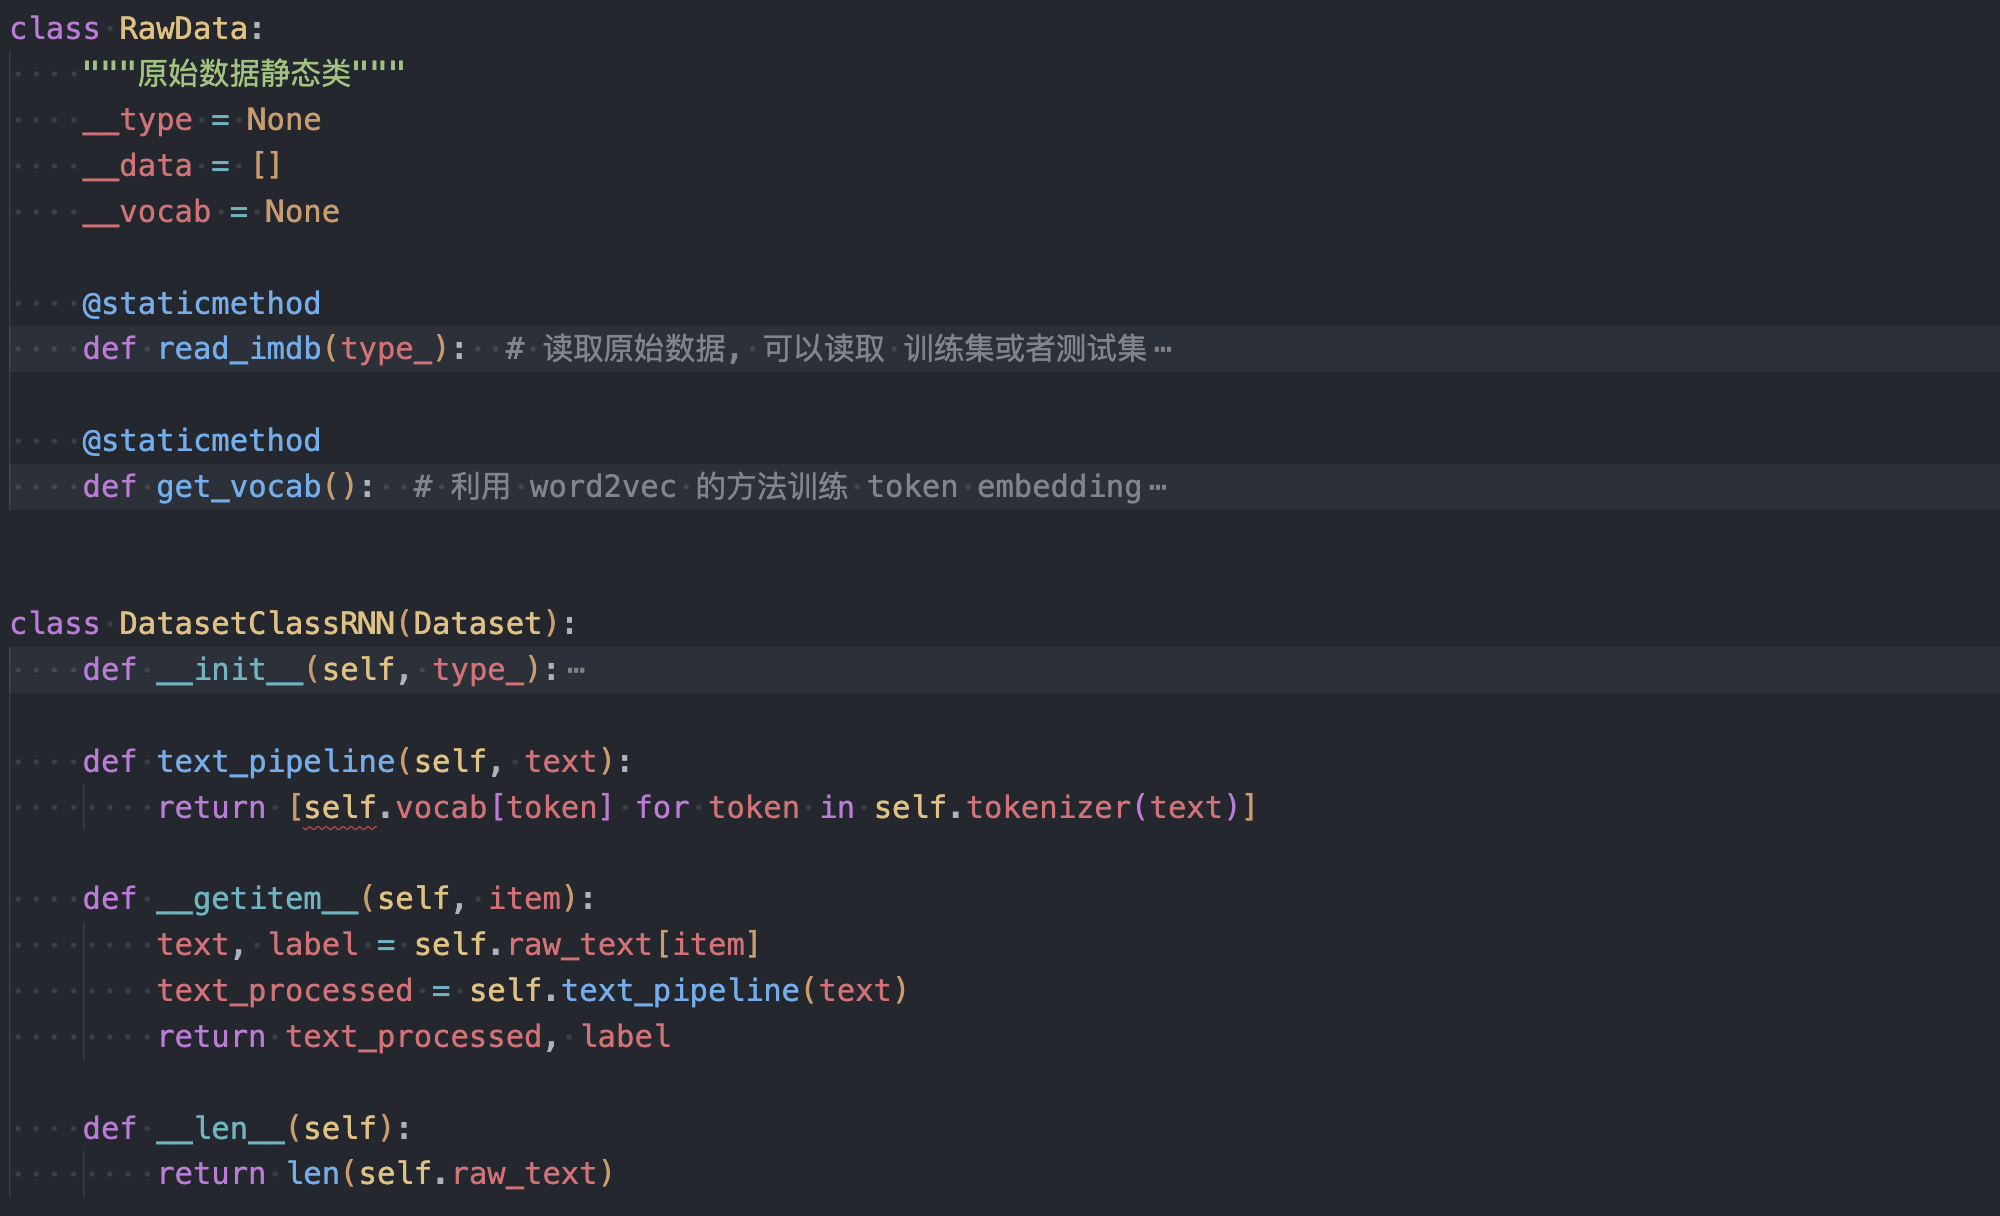 class RawData:
    """原始数据静态类"""
    __type = None
    __data = []
    __vocab = None
    @staticmethod
    def read_imdb(type_):  # 读取原始数据, 可以读取 训练集或者测试集⋯
    @staticmethod
    def get_vocab():  # 利用 word2vec 的方法训练 token embedding⋯
class DatasetClassRNN(Dataset):
    def __init__(self, type_):⋯
    def text_pipeline(self, text):
        return [self.vocab[token] for token in self.tokenizer(text)]
    def __getitem__(self, item):
        text, label = self.raw_text[item]
        text_processed = self.text_pipeline(text)
        return text_processed, label
    def __len__(self):
        return len(self.raw_text)